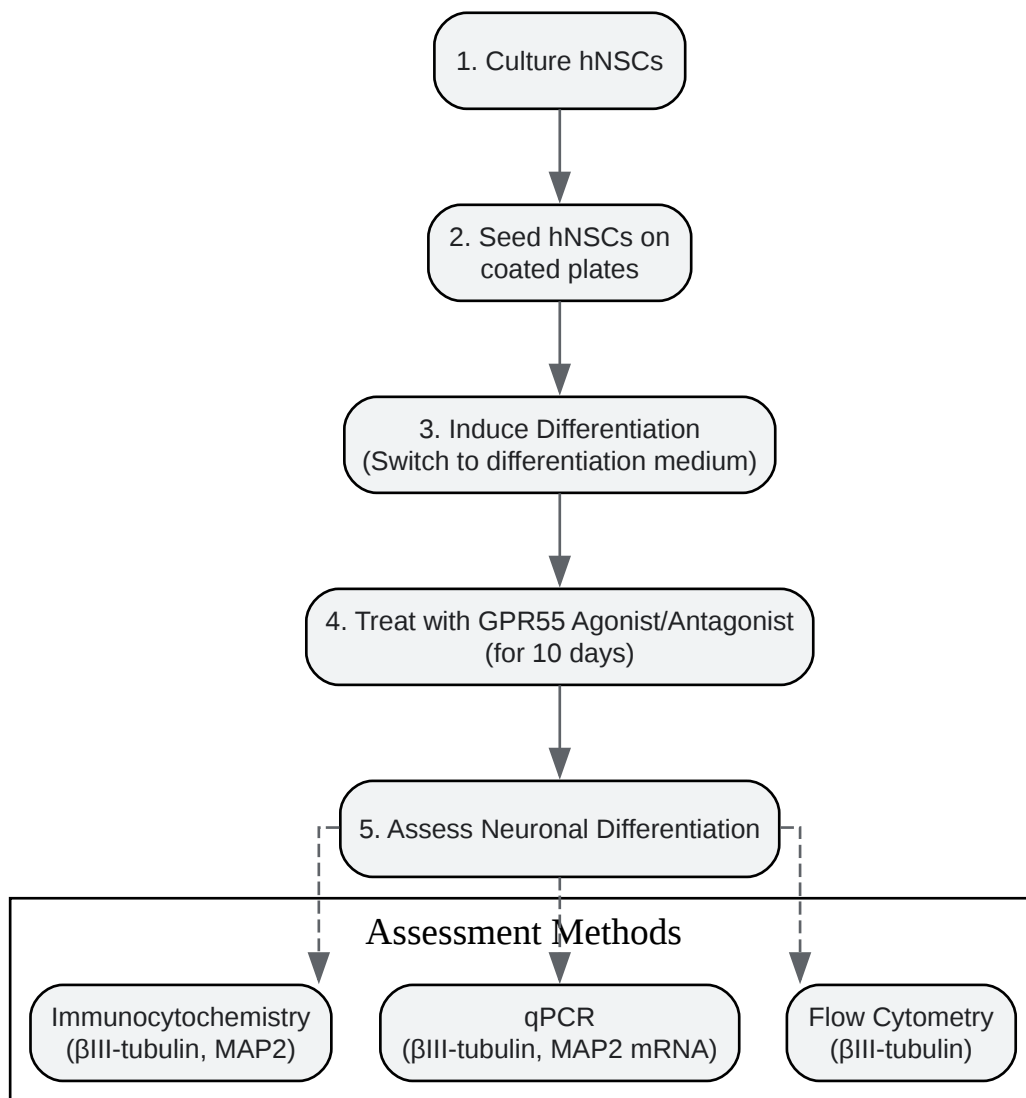 1. Culture hNSCs
2. Seed hNSCs on
coated plates
3. Induce Differentiation
(Switch to differentiation medium)
4. Treat with GPR55 Agonist/Antagonist
(for 10 days)
5. Assess Neuronal Differentiation
Assessment Methods
Immunocytochemistry
(βIII-tubulin, MAP2)
qPCR
(βIII-tubulin, MAP2 mRNA)
Flow Cytometry
(βIII-tubulin)